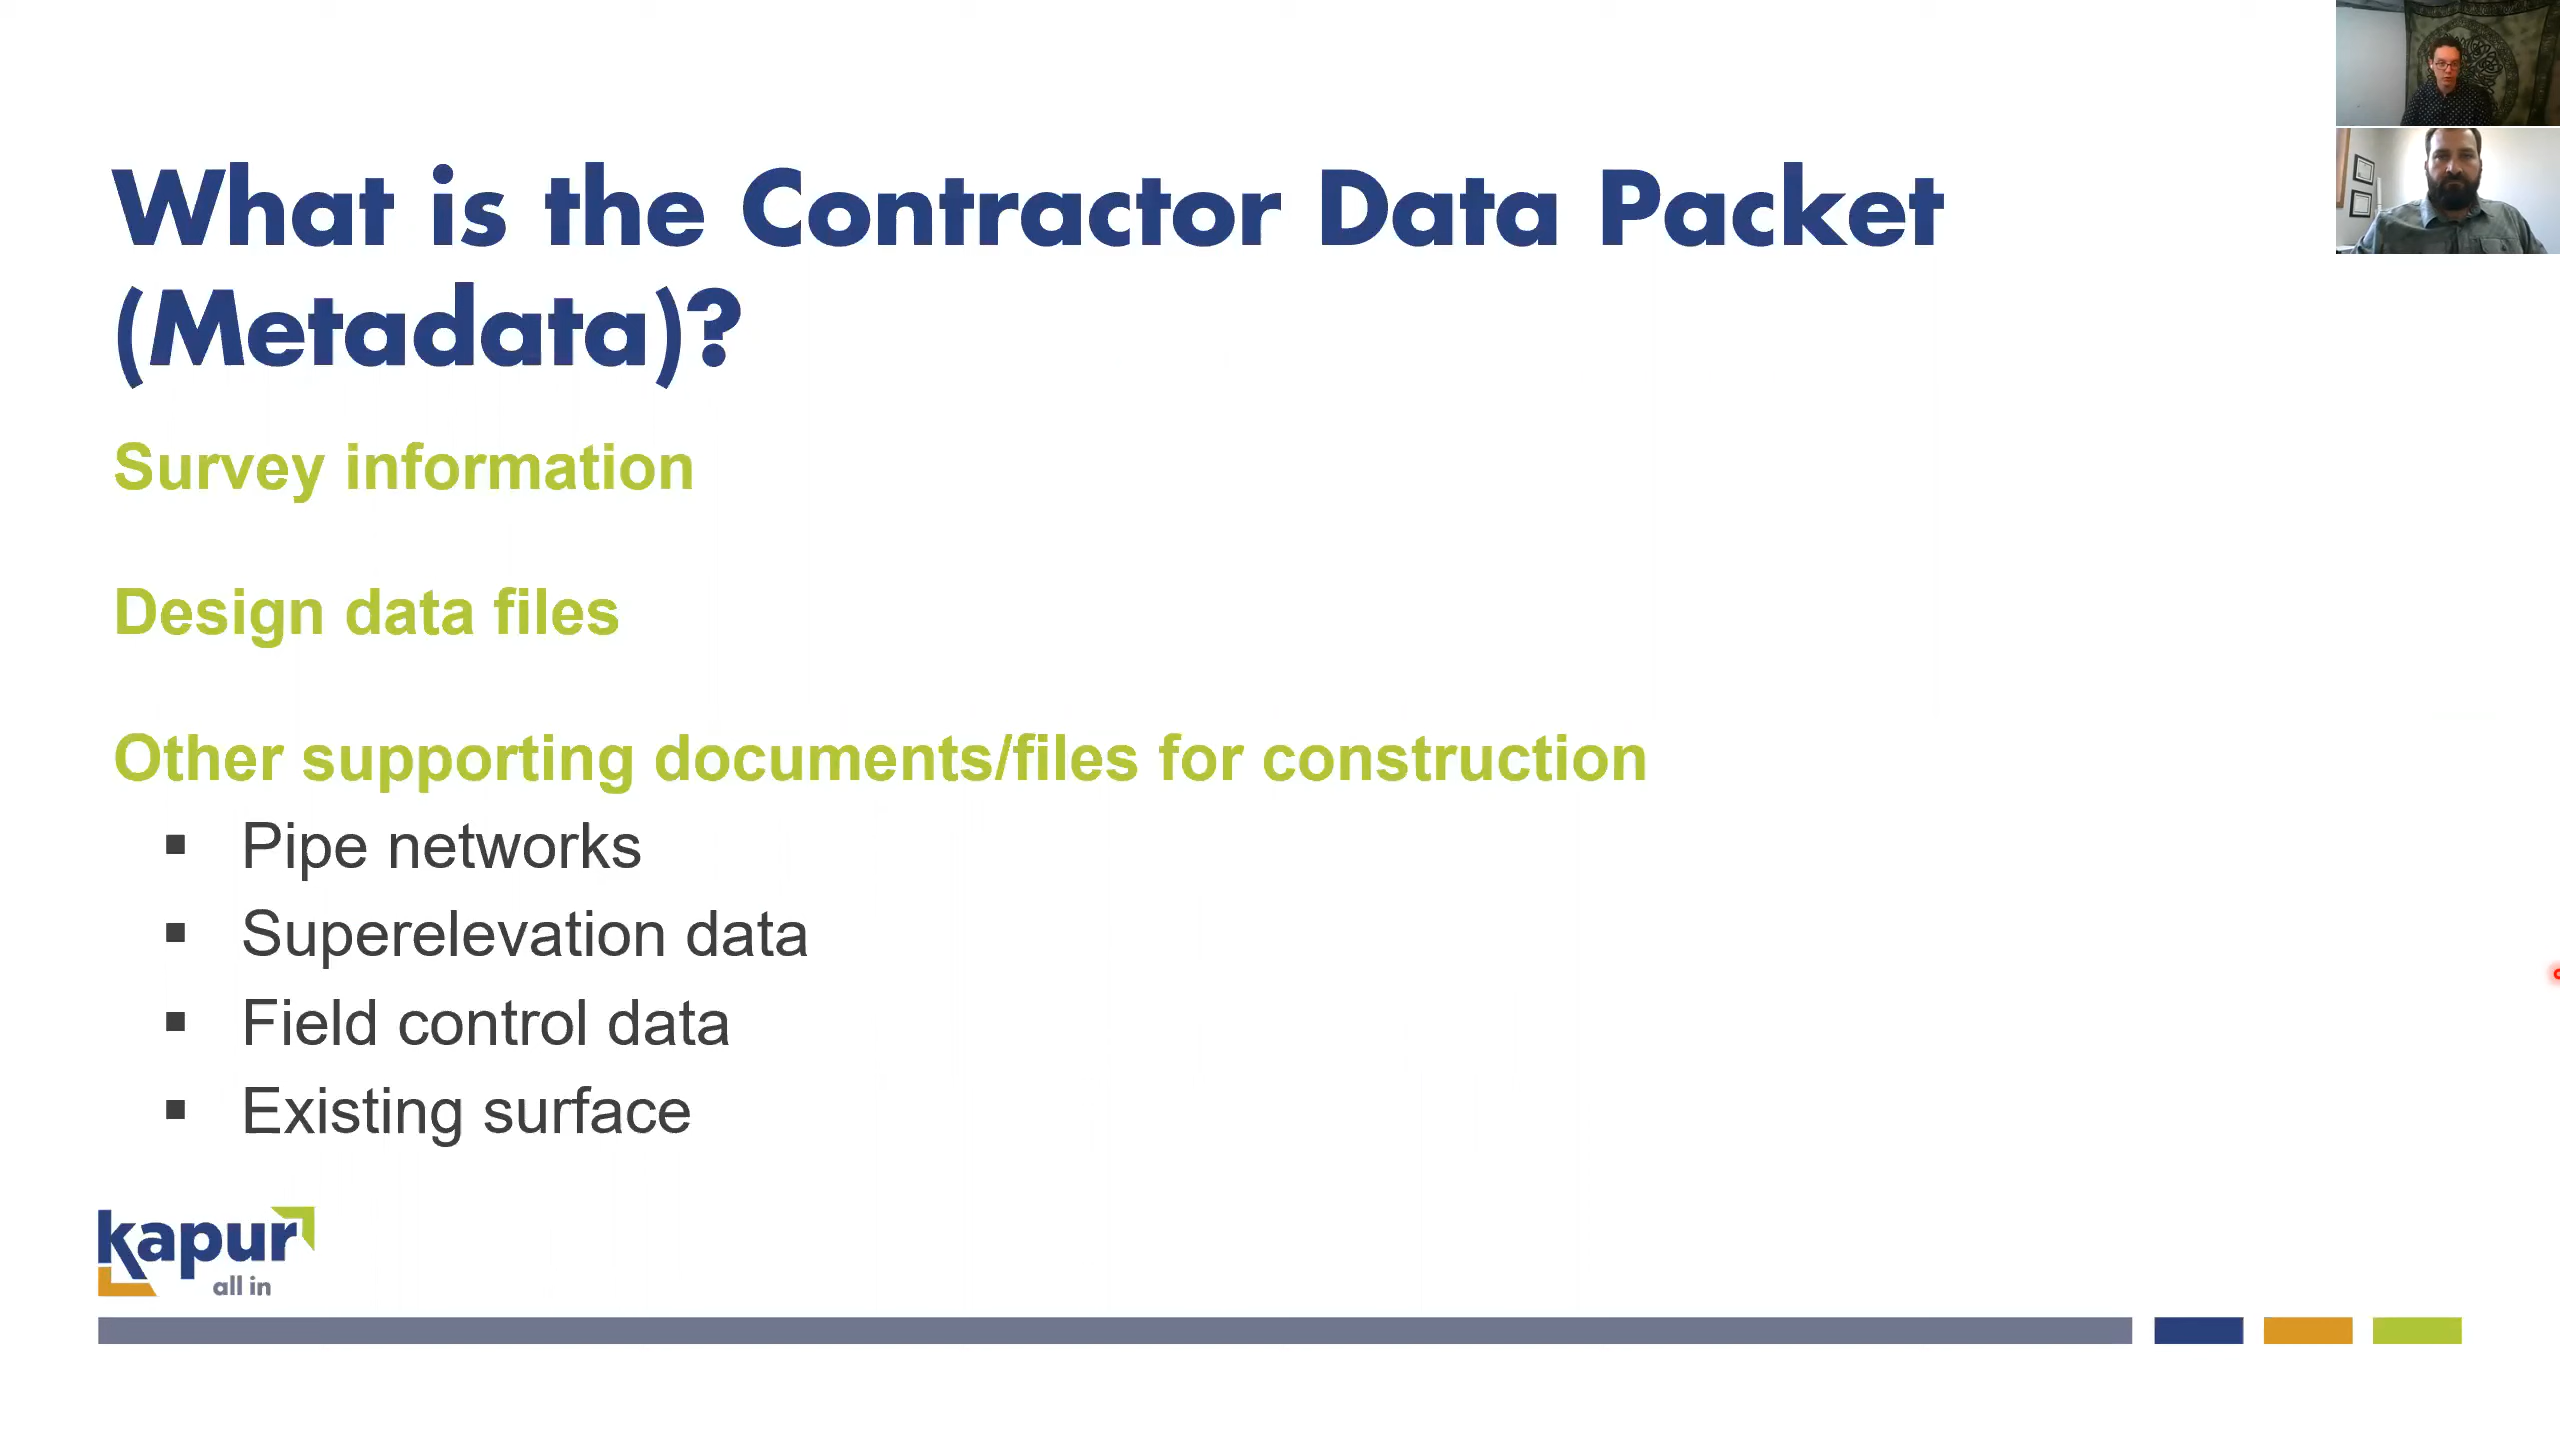 What is the Contractor Data Packet
(Metadata)?
Survey information
Design data files
Other supporting documents/files for construction
▪ Pipe networks
▪ Superelevation data
▪ Field control data
▪ Existing surface
kapur
all in